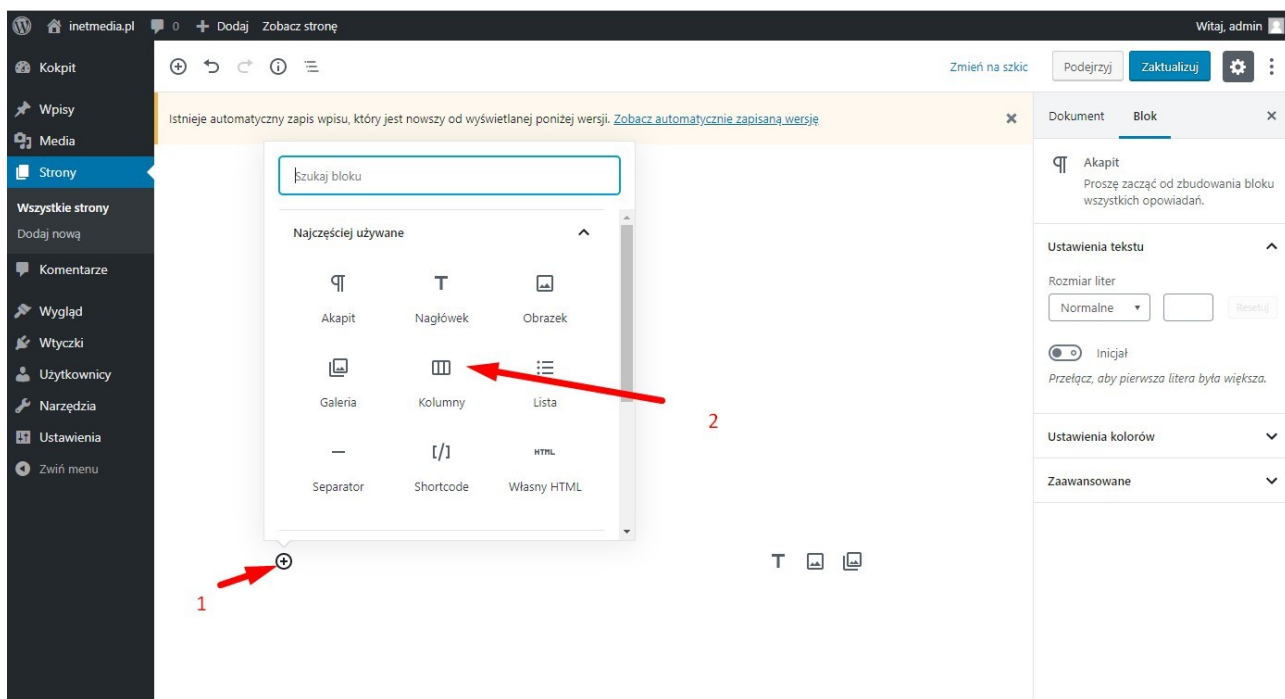 inetmedia.pl 0 Dodaj Zobacz stronę Witaj, admin
Kokpit
Wpisy
Media
Strony
Wszystkie strony
Dodaj nową
Komentarze
Wygląd
Wtyczki
Użytkownicy
Narzędzia
Ustawienia
Zwiń menu
Zmień na szkic Podejrzyj Zaktualizuj
Istnieje automatyczny zapis wpisu, który jest nowszy od wyświetlanej poniżej wersji. Zobacz automatycznie zapisaną wersję
Szukaj bloku
Najczęściej używane
Akapit Nagłówek Obrazek
Galeria Kolumny Lista
[/] HTML
Separator Shortcode Własny HTML
1
2
Dokument Blok
Akapit
Proszę zacząć od zbudowania bloku
wszystkich opowiadań.
Ustawienia tekstu
Rozmiar liter
Normalne Resetuj
Inicjał
Przełącz, aby pierwsza litera była większa.
Ustawienia kolorów
Zaawansowane